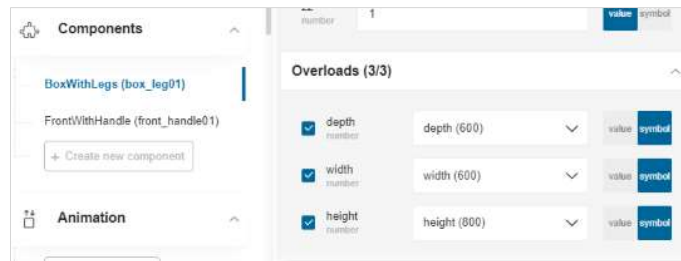 Components
BoxWithLegs (box_leg01)
FrontWithHandle (front_handle01)
+ Create new component
Animation
number
1
value symbol
Overloads (3/3)
depth
number
depth (600)
value symbol
width
number
width (600)
value symbol
height
number
height (800)
value symbol